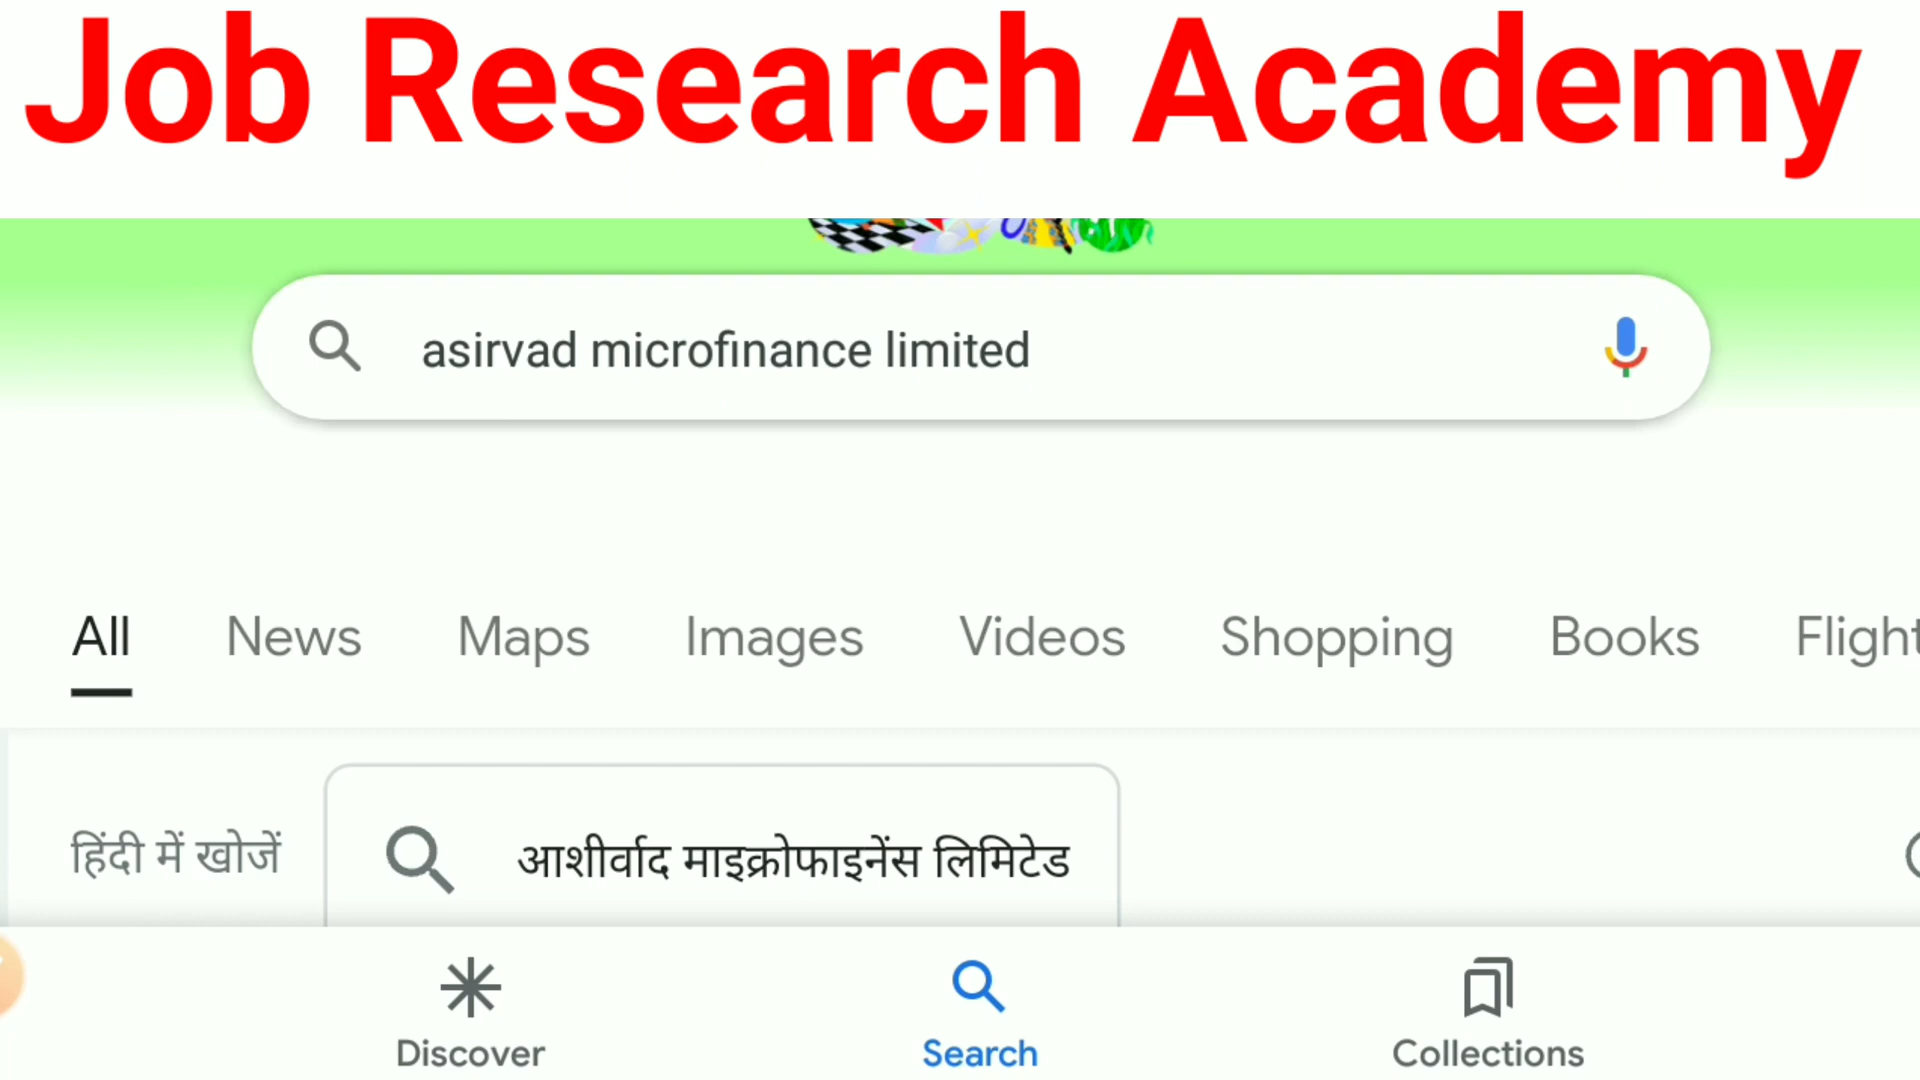 Job Research Academy
asirvad microfinance limited
All News Maps Images Videos Shopping Books Flight
हिंदी में खोजें आशीर्वाद माइक्रोफाइनेंस लिमिटेड
Discover Search Collections